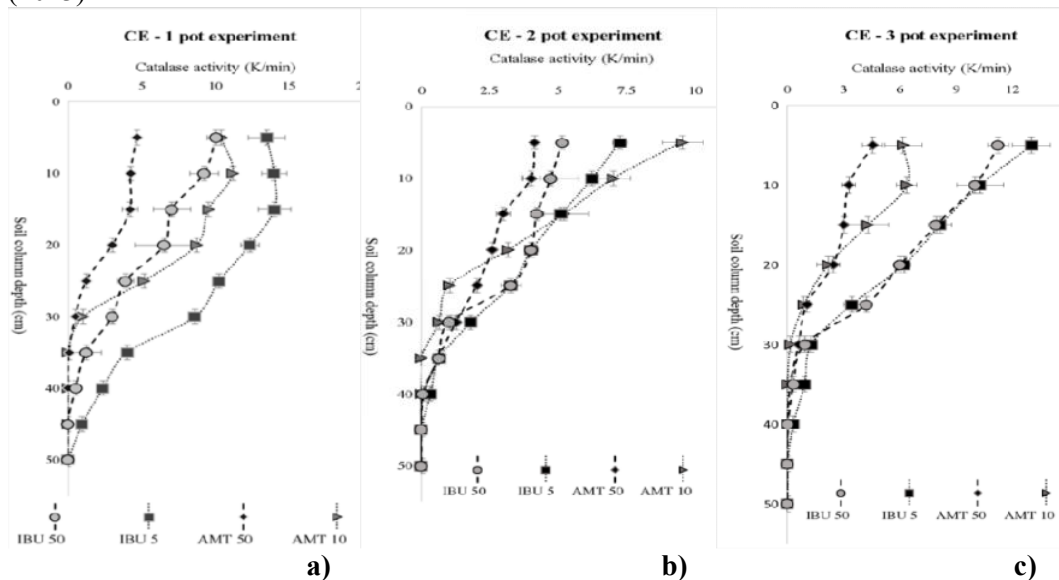 CE - 1 pot experiment
Catalase activity (K/min)
0 5 10 15 2
0
10
20
30
40
50
Soil column depth (cm)
IBU 50 IBU 5 AMT 50 AMT 10
a)
CE - 2 pot experiment
Catalase activity (K/min)
0 2.5 5 7.5 10
0
10
20
30
40
50
Soil column depth (cm)
IBU 50 IBU 5 AMT 50 AMT 10
b)
CE - 3 pot experiment
Catalase activity (K/min)
0 3 6 9 12
0
10
20
30
40
50
Soil column depth (cm)
IBU 50 IBU 5 AMT 50 AMT 10
c)